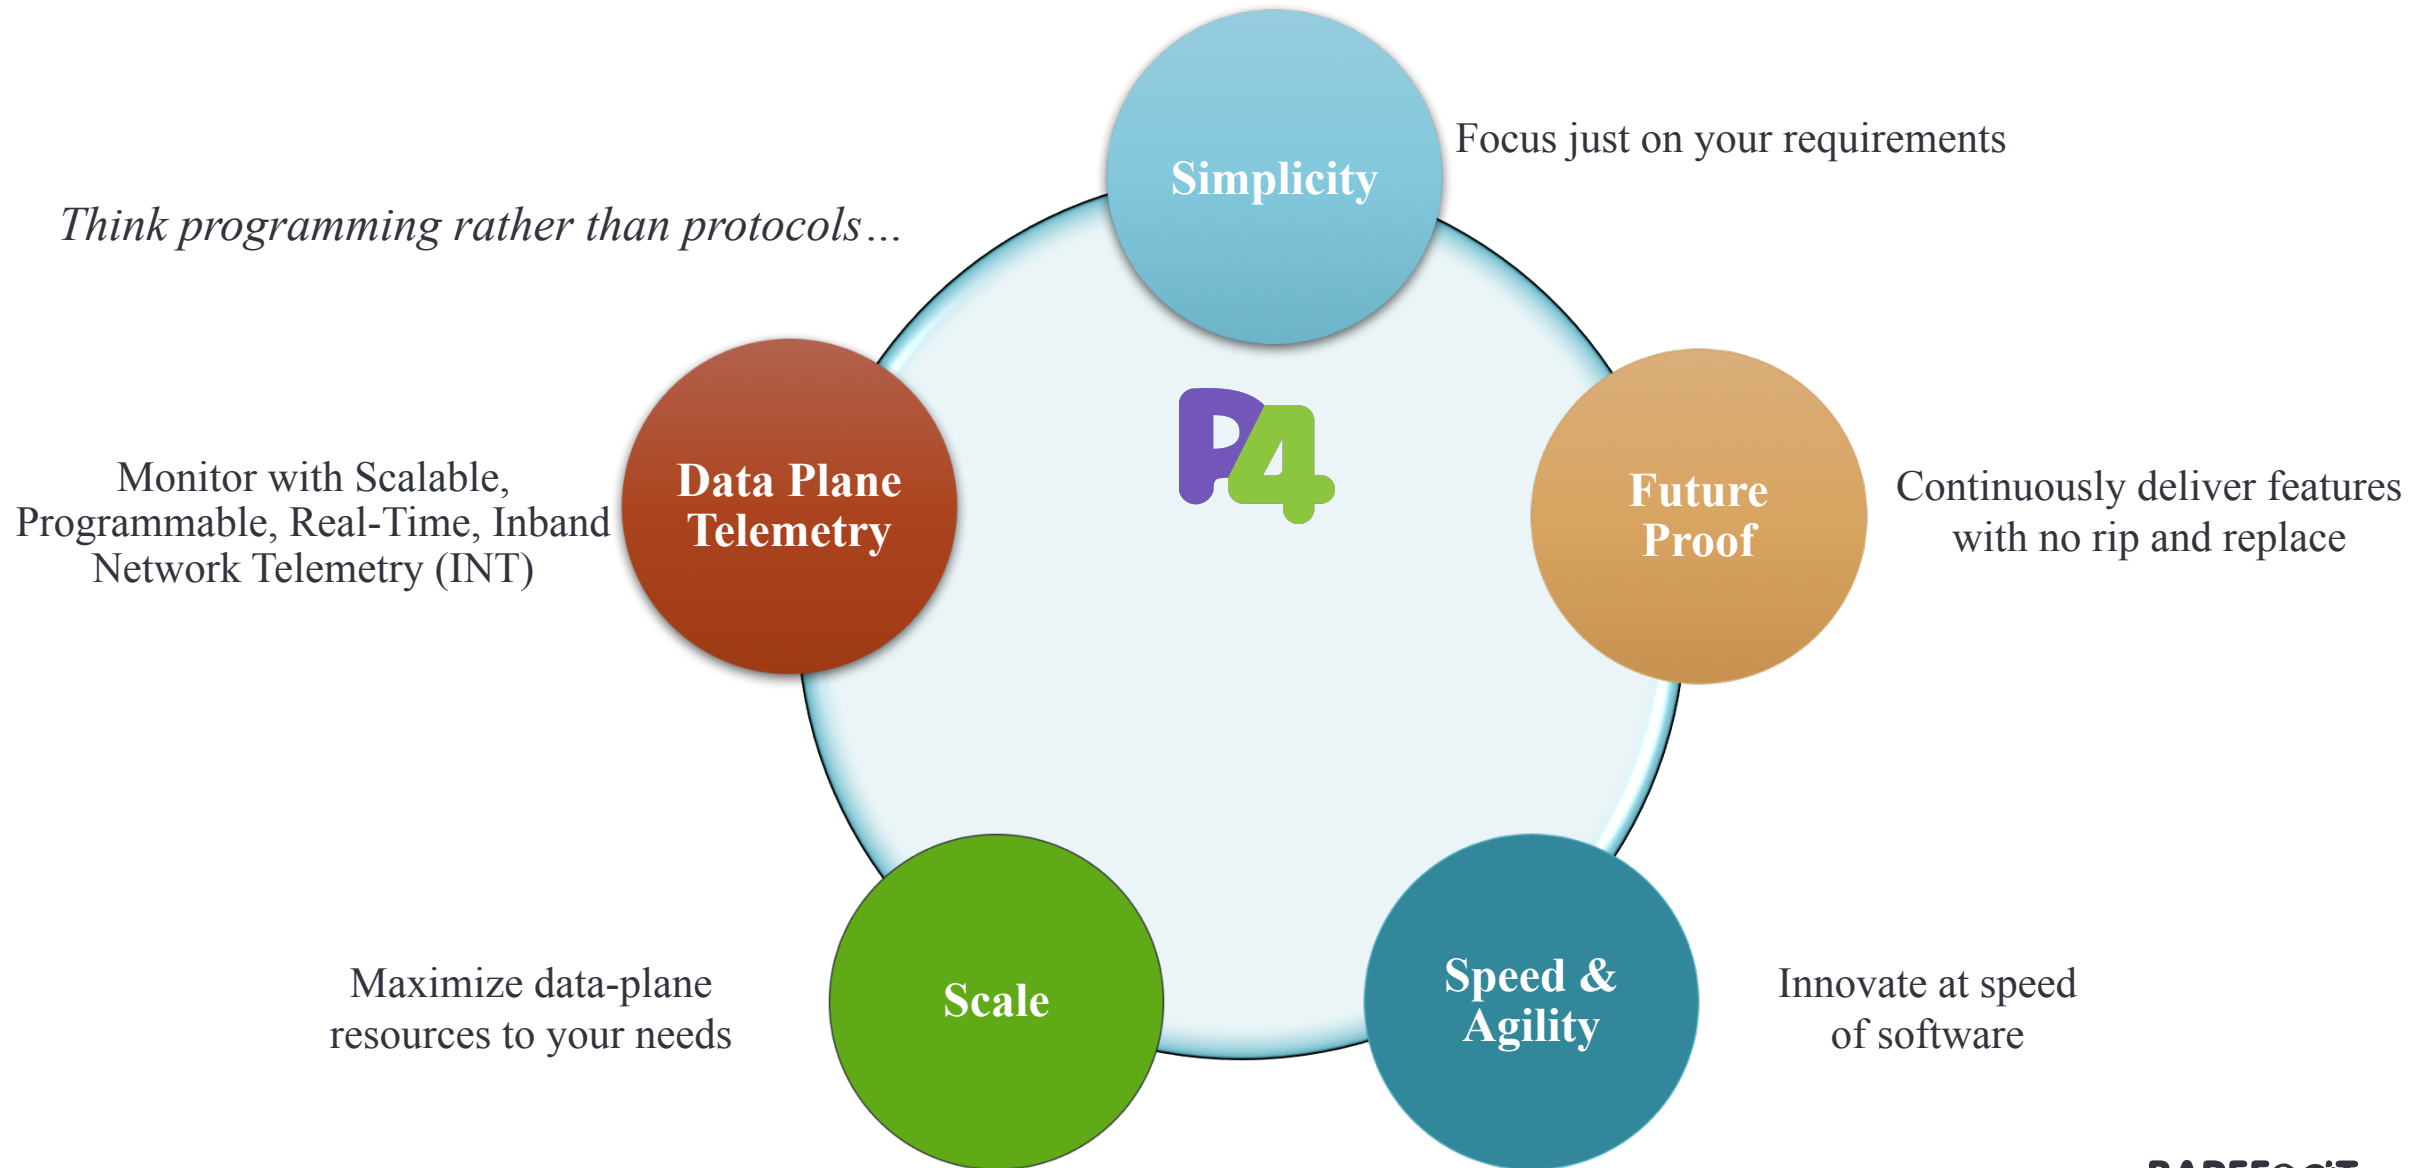 Simplicity
Focus just on your requirements
Think programming rather than protocols...
P4
Data Plane
Telemetry
Monitor with Scalable,
Programmable, Real-Time, Inband
Network Telemetry (INT)
Future
Proof
Continuously deliver features
with no rip and replace
Scale
Maximize data-plane
resources to your needs
Speed &
Agility
Innovate at speed
of software